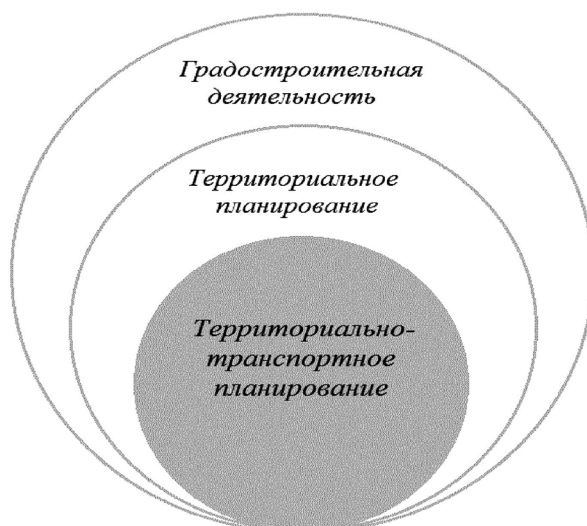 Градостроительная
деятельность
Территориальное
планирование
Территориально-
транспортное
планирование